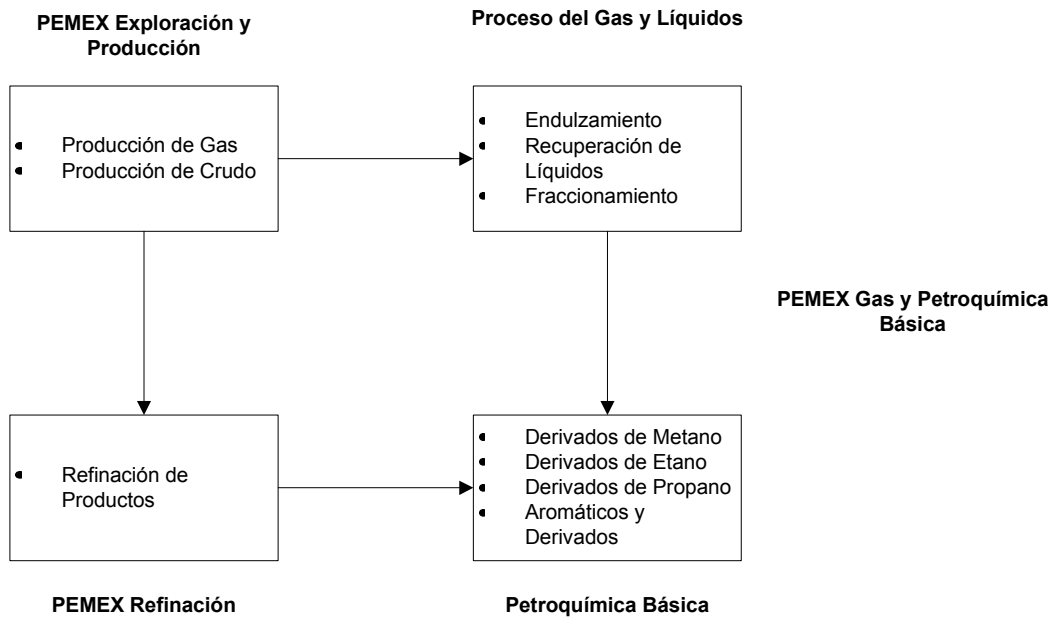 PEMEX Exploración y
Producción
Proceso del Gas y Líquidos
• Producción de Gas
• Producción de Crudo
• Endulzamiento
• Recuperación de
Líquidos
• Fraccionamiento
PEMEX Gas y Petroquímica
Básica
• Refinación de
Productos
• Derivados de Metano
• Derivados de Etano
• Derivados de Propano
• Aromáticos y
Derivados
PEMEX Refinación
Petroquímica Básica